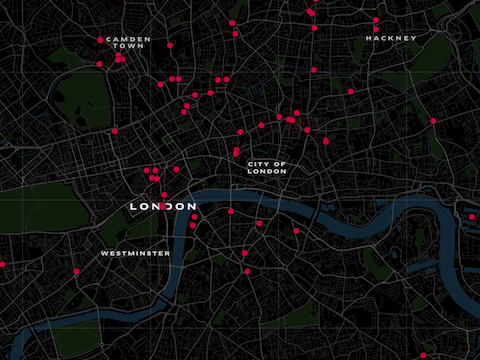 CAMDEN
TOWN
HACKNEY
CITY OF
LONDON
LONDON
WESTMINSTER